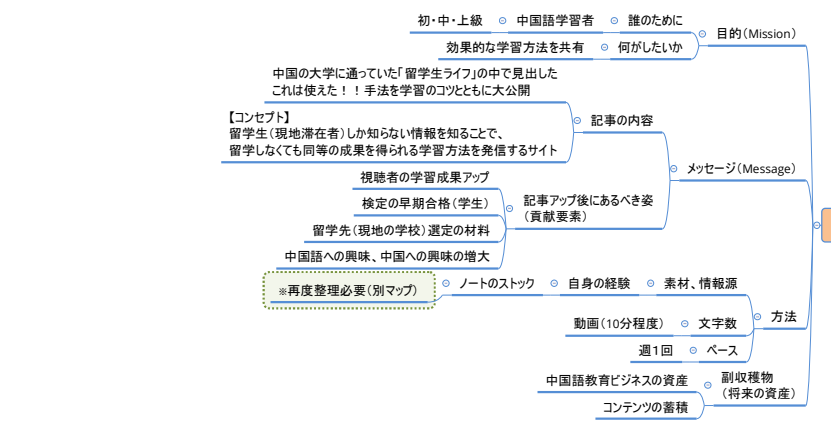 目的（Mission）
誰のために
中国語学習者
初・中・上級
何がしたいか
効果的な学習方法を共有
メッセージ（Message）
記事の内容
中国の大学に通っていた「留学生ライフ」の中で見出した
これは使えた！！手法を学習のコツとともに大公開
【コンセプト】
留学生（現地滞在者）しか知らない情報を知ることで、
留学しなくても同等の成果を得られる学習方法を発信するサイト
記事アップ後にあるべき姿
（貢献要素）
視聴者の学習成果アップ
検定の早期合格（学生）
留学先（現地の学校）選定の材料
中国語への興味、中国への興味の増大
方法
素材、情報源
自身の経験
ノートのストック
※再度整理必要（別マップ）
文字数
動画（10分程度）
ペース
週１回
副収穫物
（将来の資産）
中国語教育ビジネスの資産
コンテンツの蓄積